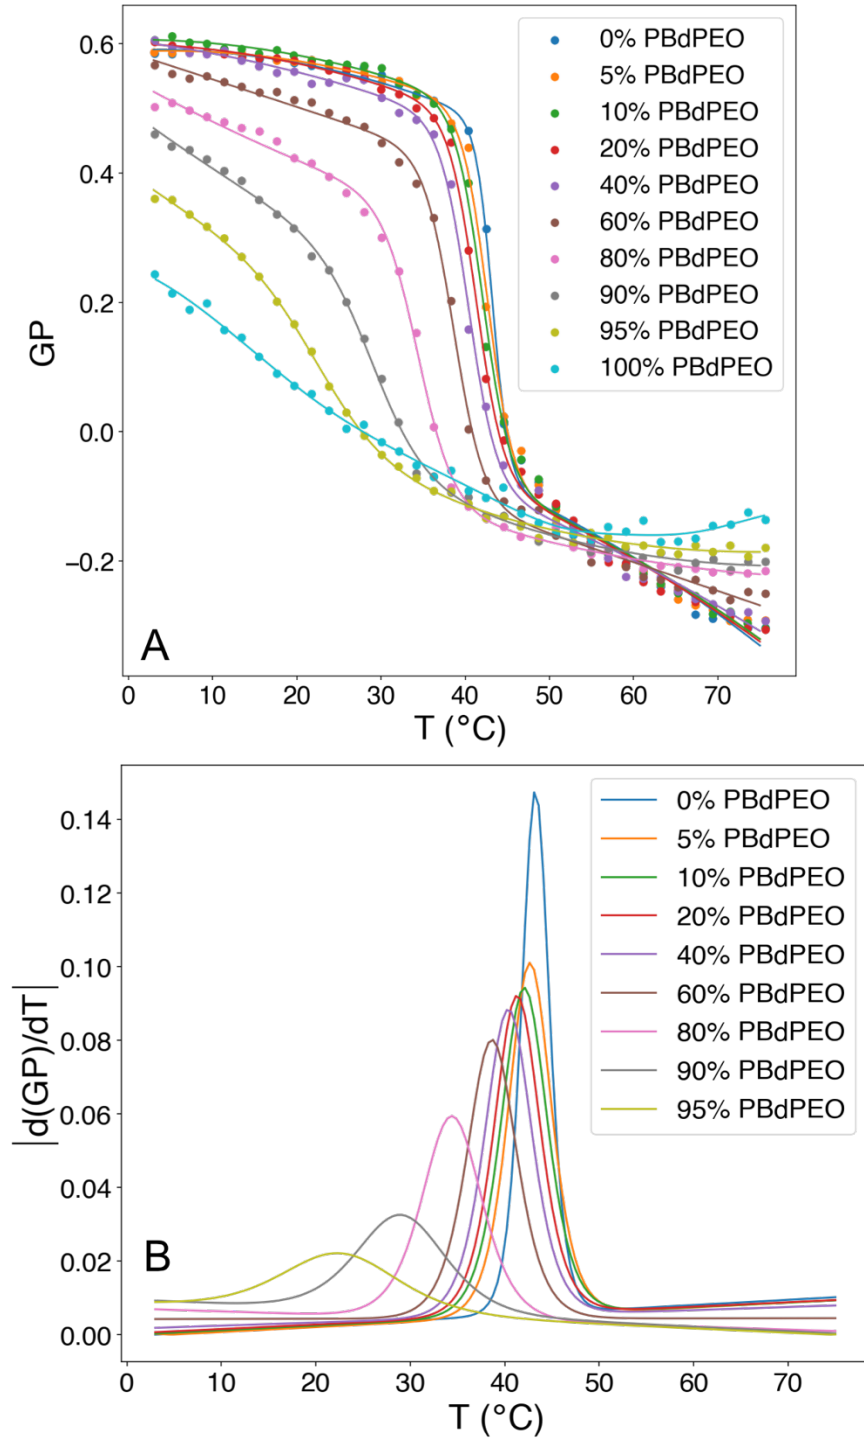 0.6
0.4
0.2
0.0
−0.2
GP
0% PBdPEO
5% PBdPEO
10% PBdPEO
20% PBdPEO
40% PBdPEO
60% PBdPEO
80% PBdPEO
90% PBdPEO
95% PBdPEO
100% PBdPEO
A
0 10 20 30 40 50 60 70
T (°C)
0.14
0.12
0.10
0.08
0.06
0.04
0.02
0.00
|d(GP)/dT|
0% PBdPEO
5% PBdPEO
10% PBdPEO
20% PBdPEO
40% PBdPEO
60% PBdPEO
80% PBdPEO
90% PBdPEO
95% PBdPEO
B
0 10 20 30 40 50 60 70
T (°C)